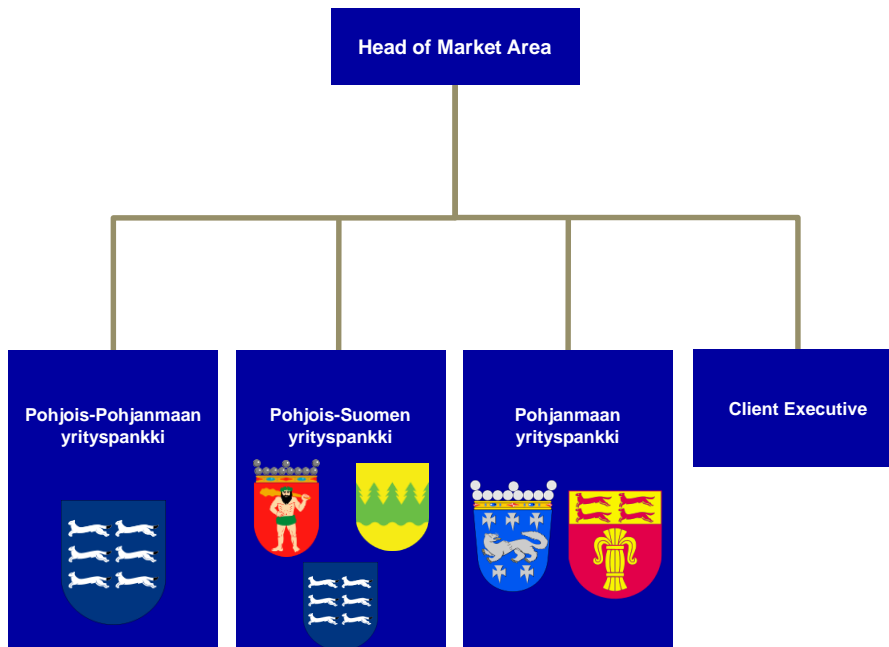 Head of Market Area
Pohjois-Pohjanmaan
yrityspankki
Pohjois-Suomen
yrityspankki
Pohjanmaan
yrityspankki
Client Executive